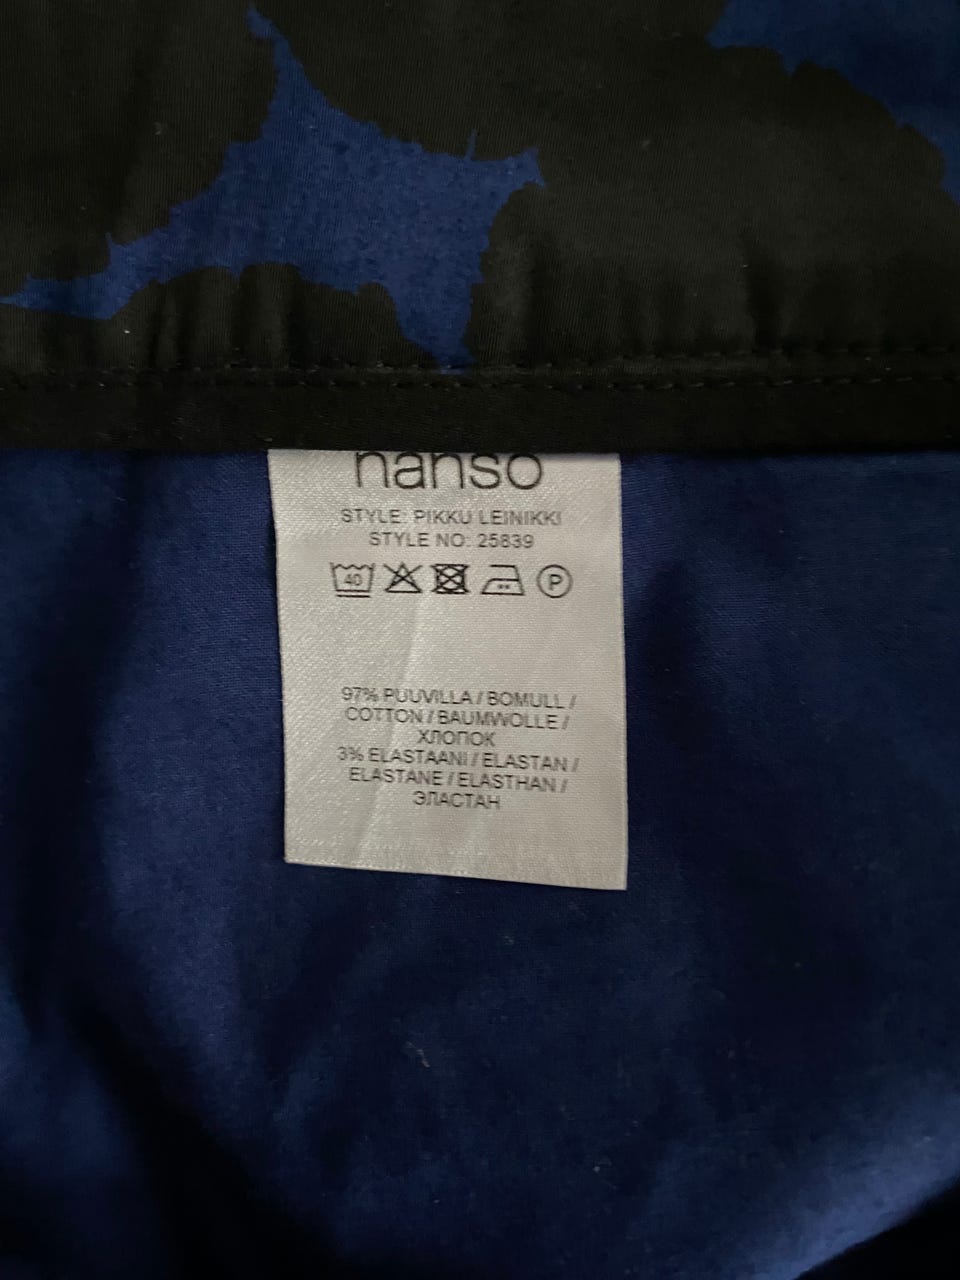 nanso
STYLE: PIKKU LEINIKKI
STYLE NO: 25839
40 P
97% PUUVILLA / BOMULL /
COTTON / BAUMWOLLE /
ХЛОПОК
3% ELASTAANI / ELASTAN /
ELASTANE / ELASTHAN /
ЭЛАСТАН